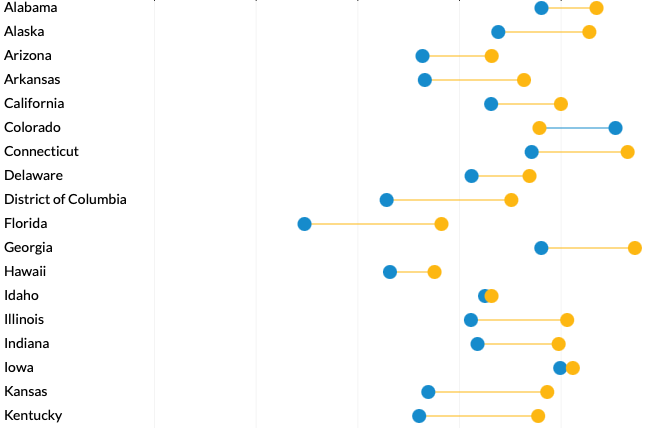 Alabama
Alaska
Arizona
Arkansas
California
Colorado
Connecticut
Delaware
District of Columbia
Florida
Georgia
Hawaii
Idaho
Illinois
Indiana
Iowa
Kansas
Kentucky